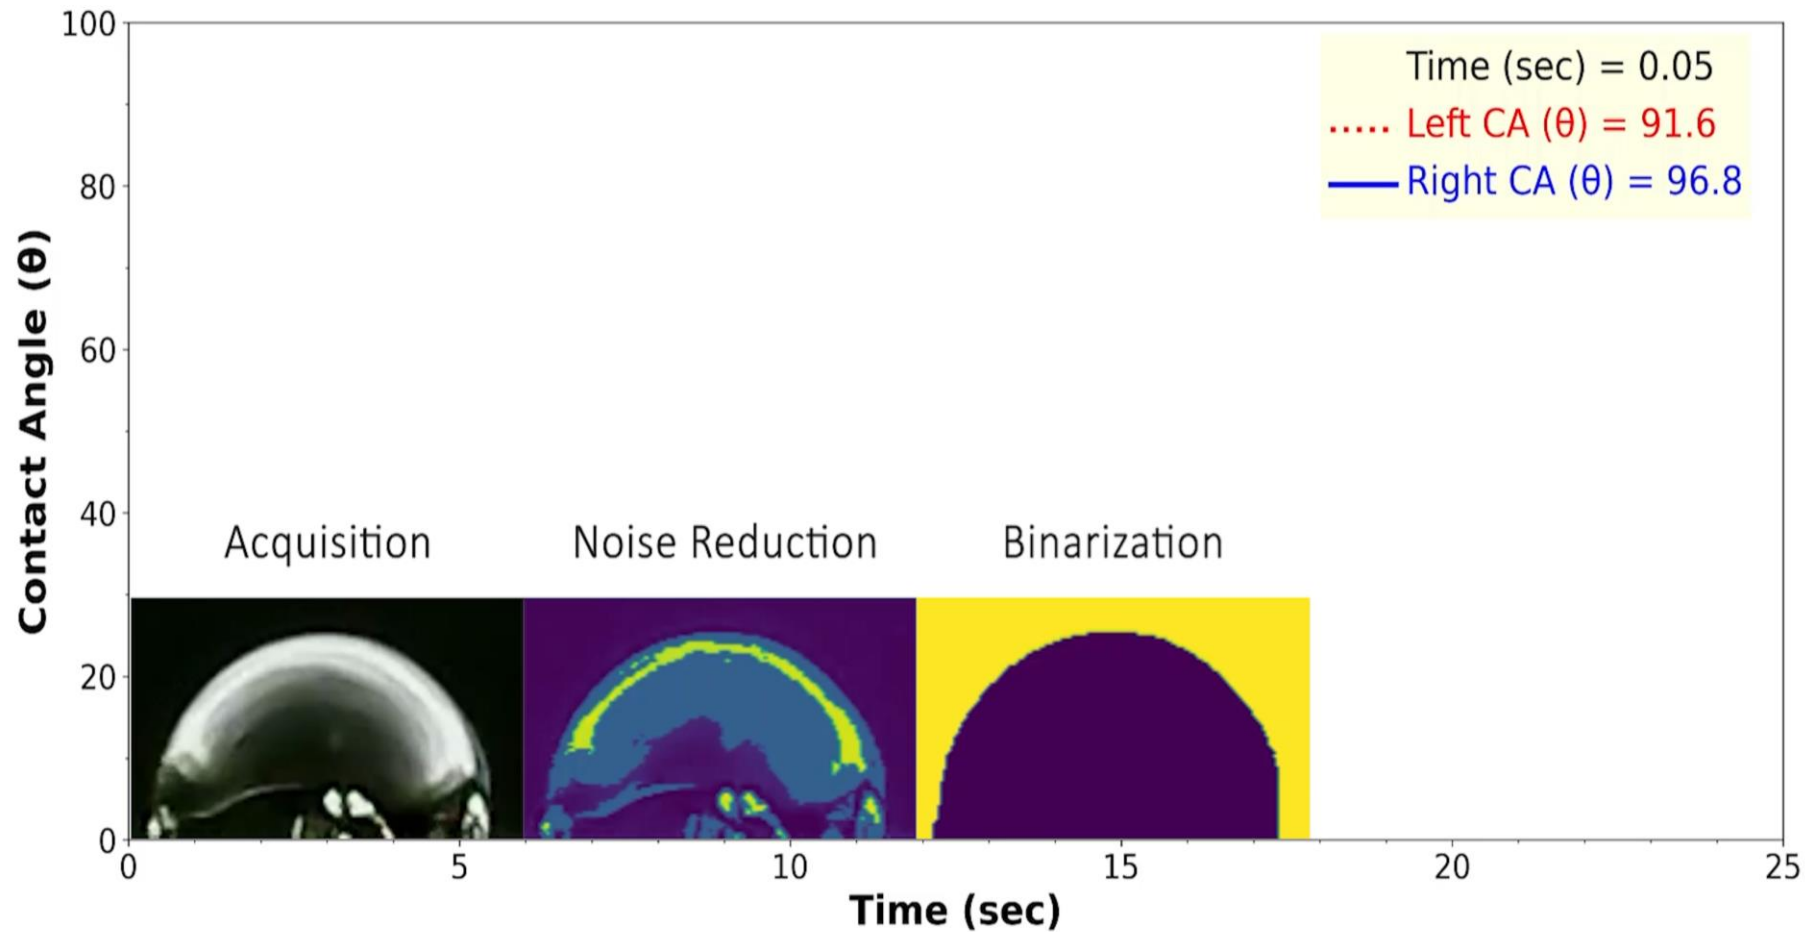 100
80
60
40
20
0
Contact Angle (θ)
Time (sec) = 0.05
Left CA (θ) = 91.6
Right CA (θ) = 96.8
Acquisition
Noise Reduction
Binarization
0
5
10
15
20
25
Time (sec)